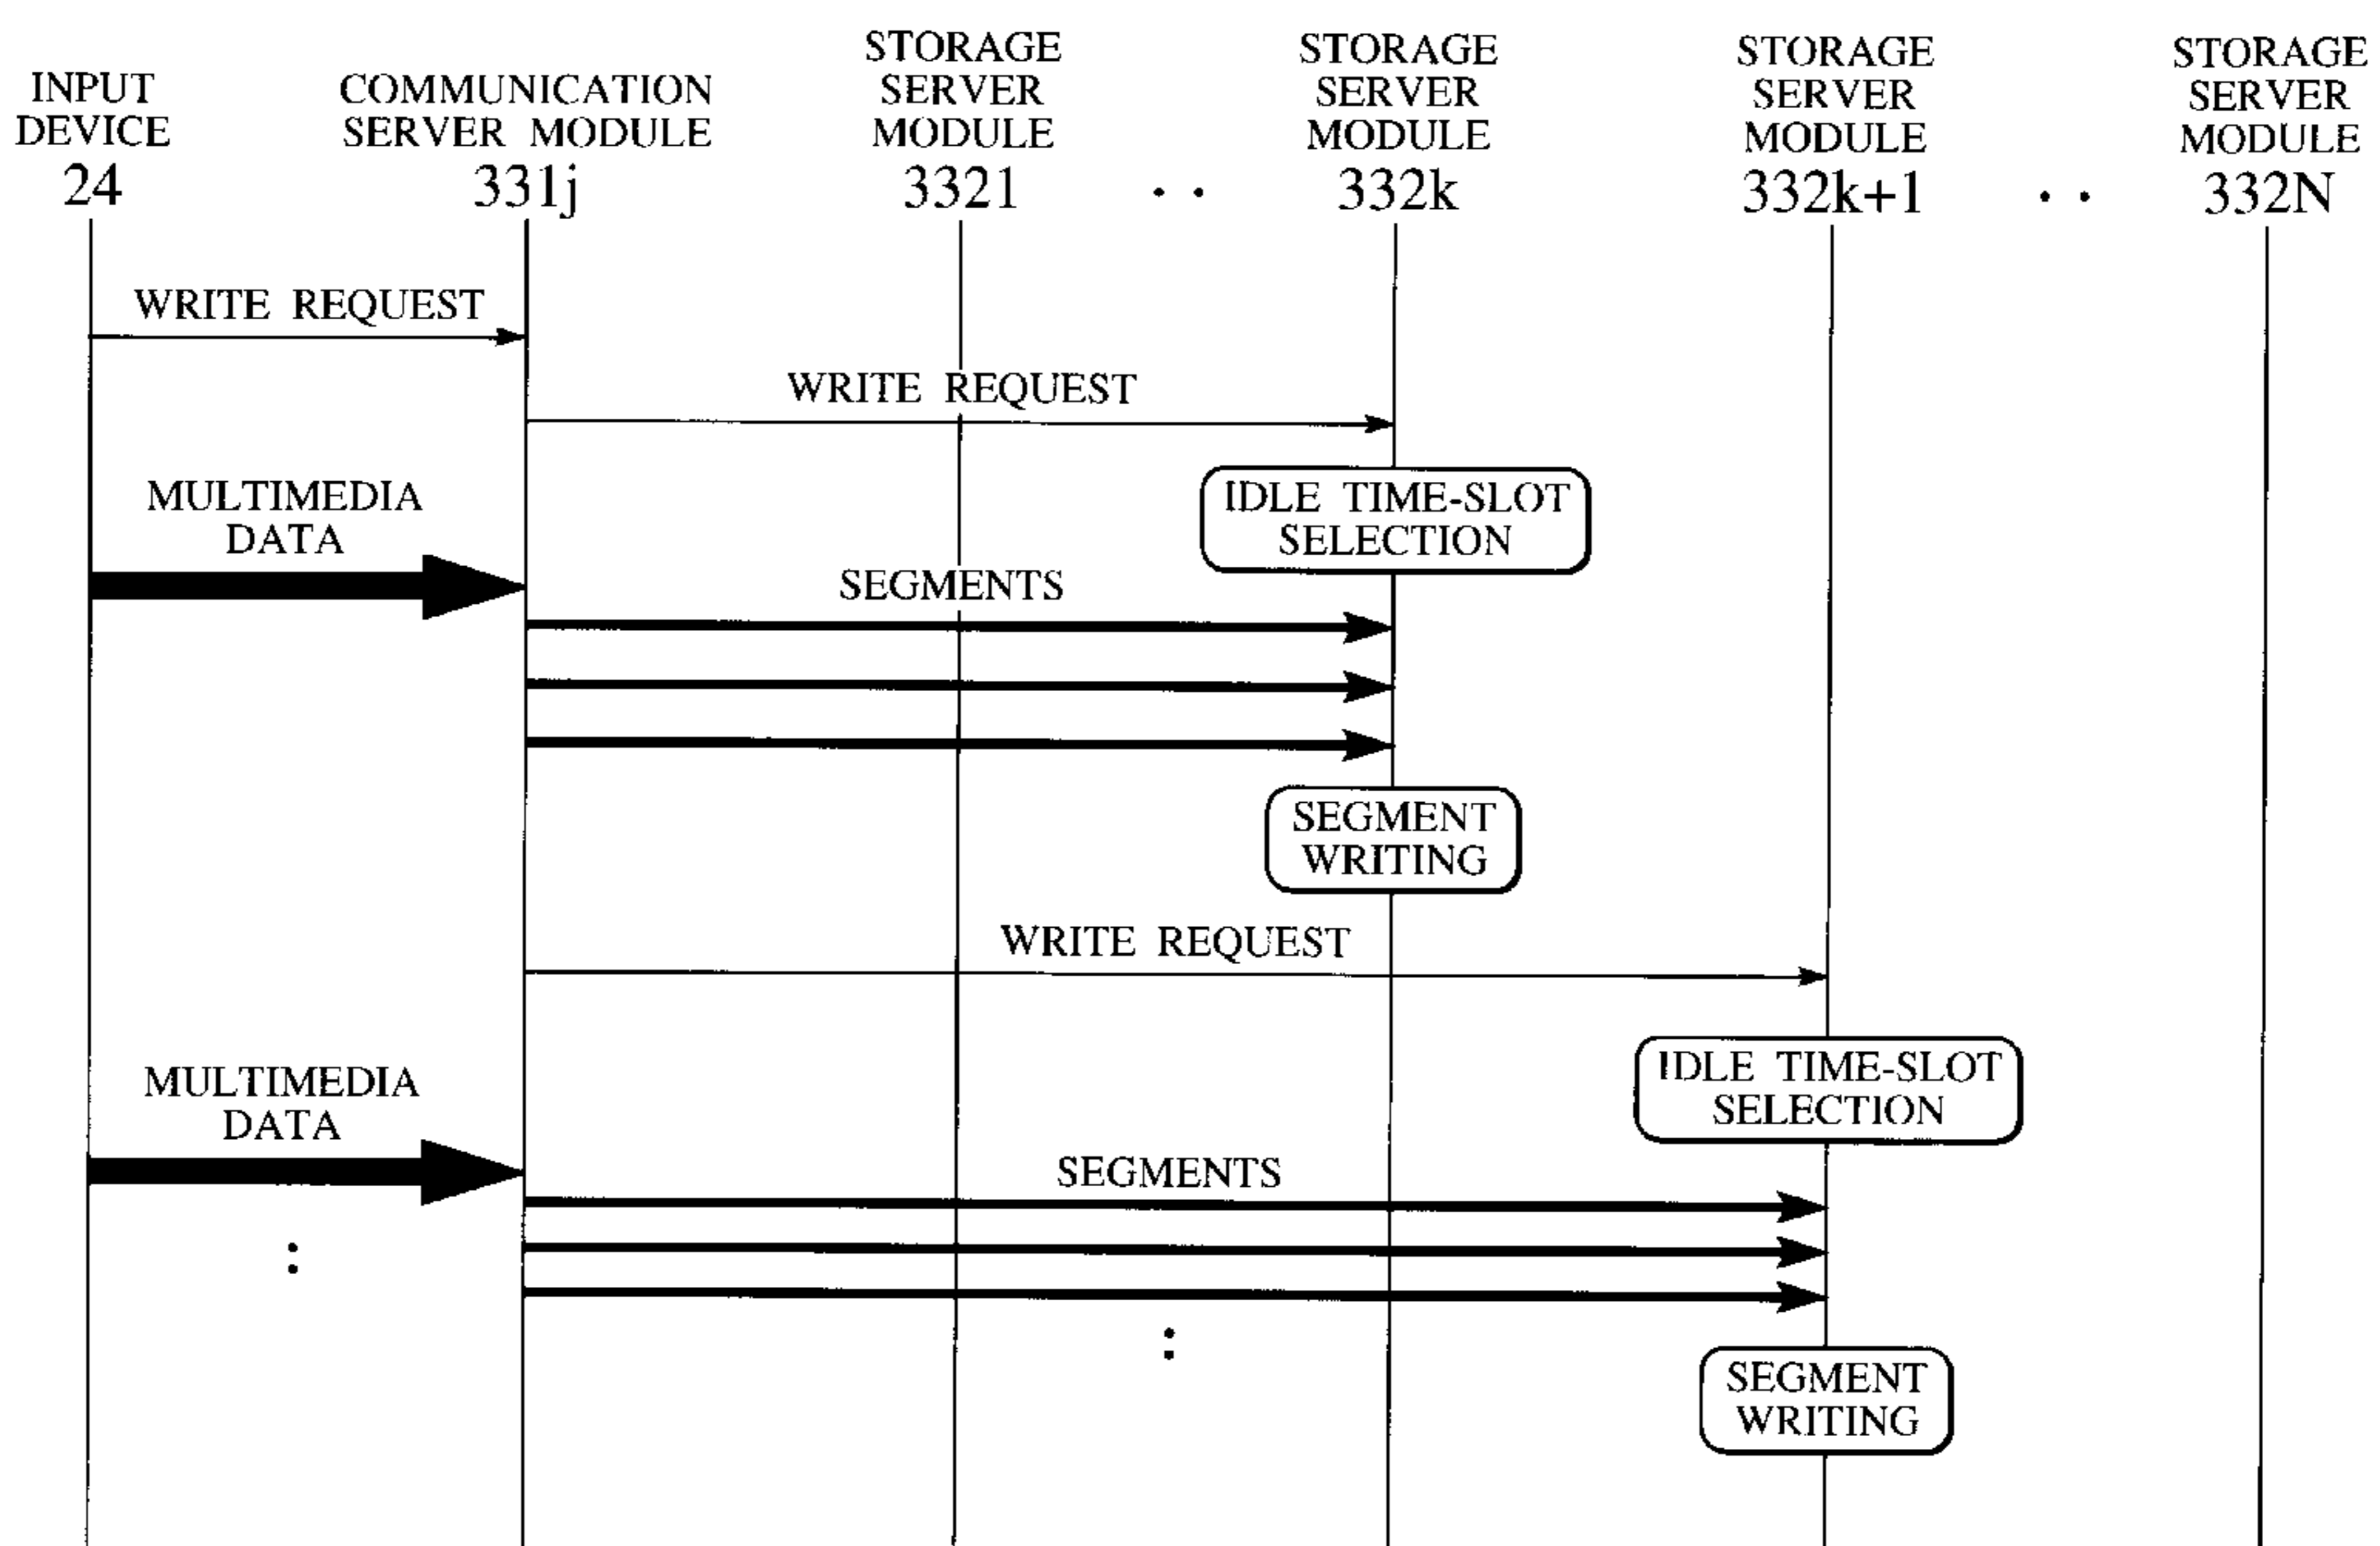 INPUT
DEVICE
24
COMMUNICATION
SERVER MODULE
331j
STORAGE
SERVER
MODULE
3321
. .
STORAGE
SERVER
MODULE
332k
STORAGE
SERVER
MODULE
332k+1
. .
STORAGE
SERVER
MODULE
332N
WRITE REQUEST
WRITE REQUEST
IDLE TIME-SLOT
SELECTION
MULTIMEDIA
DATA
SEGMENTS
SEGMENT
WRITING
WRITE REQUEST
IDLE TIME-SLOT
SELECTION
MULTIMEDIA
DATA
SEGMENTS
:
:
SEGMENT
WRITING